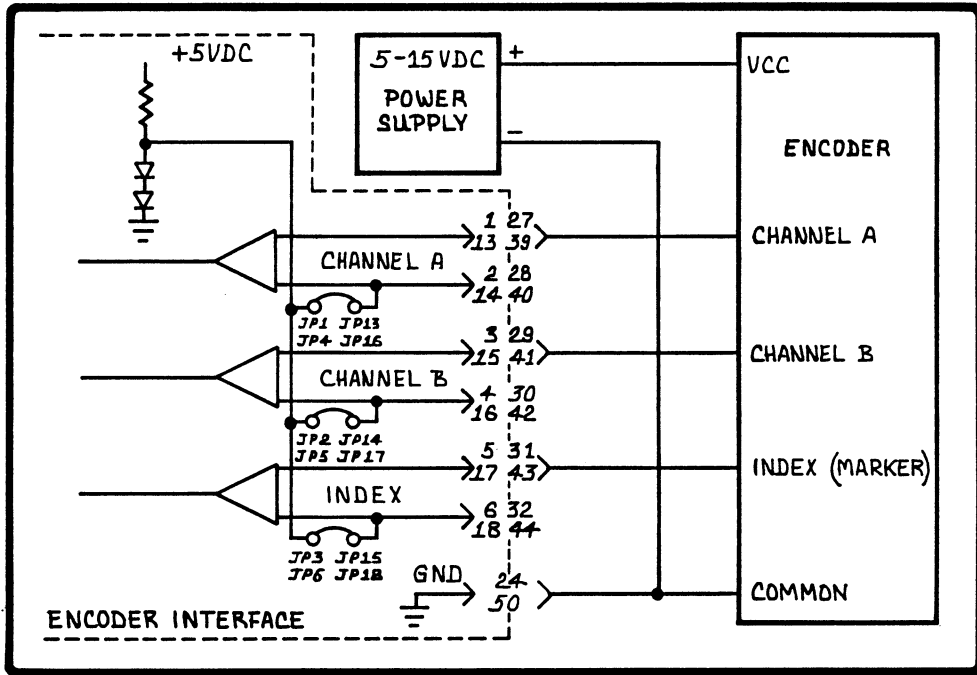 +5VDC
5-15 VDC
POWER
SUPPLY
+
−
VCC
ENCODER
1 27
13 39
CHANNEL A
CHANNEL A
2 28
14 40
JP1 JP13
JP4 JP16
3 29
15 41
CHANNEL B
CHANNEL B
4 30
16 42
JP2 JP14
JP5 JP17
5 31
17 43
INDEX (MARKER)
INDEX
6 32
18 44
JP3 JP15
JP6 JP18
GND
24
50
COMMON
ENCODER INTERFACE